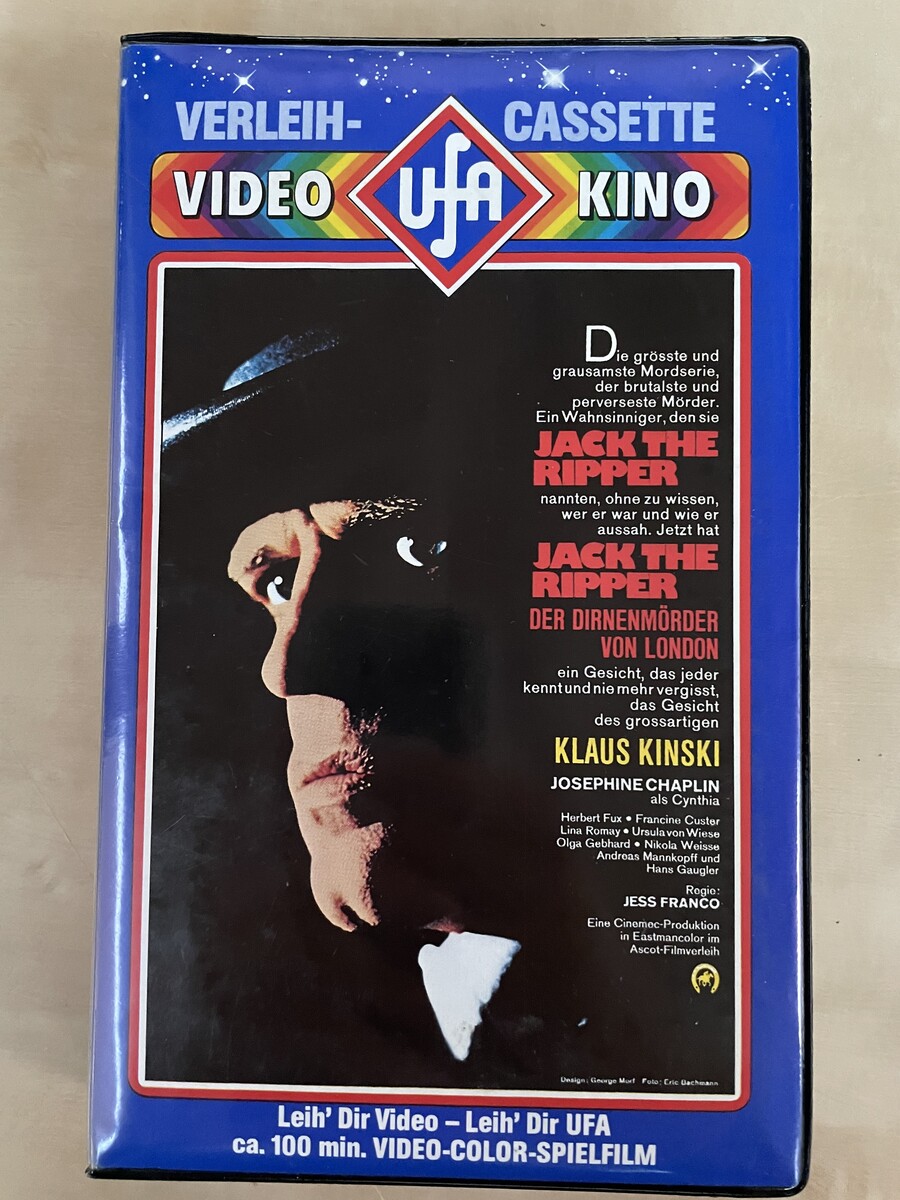 VERLEIH- CASSETTE
VIDEO UFA KINO
Die grösste und
grausamste Mordserie,
der brutalste und
perverseste Mörder.
Ein Wahnsinniger, den sie
JACK THE
RIPPER
nannten, ohne zu wissen,
wer er war und wie er
aussah. Jetzt hat
JACK THE
RIPPER
DER DIRNENMÖRDER
VON LONDON
ein Gesicht, das jeder
kennt und nie mehr vergisst,
das Gesicht
des grossartigen
KLAUS KINSKI
JOSEPHINE CHAPLIN
als Cynthia
Herbert Fux • Francine Custer
Lina Romay • Ursula von Wiese
Olga Gebhard • Nikola Weisse
Andreas Mannkopff und
Hans Gaugler
Regie:
JESS FRANCO
Eine Cinemec-Produktion
in Eastmancolor im
Ascot-Filmverleih
Design: George Morf Foto: Eric Bachmann
Leih' Dir Video – Leih' Dir UFA
ca. 100 min. VIDEO-COLOR-SPIELFILM